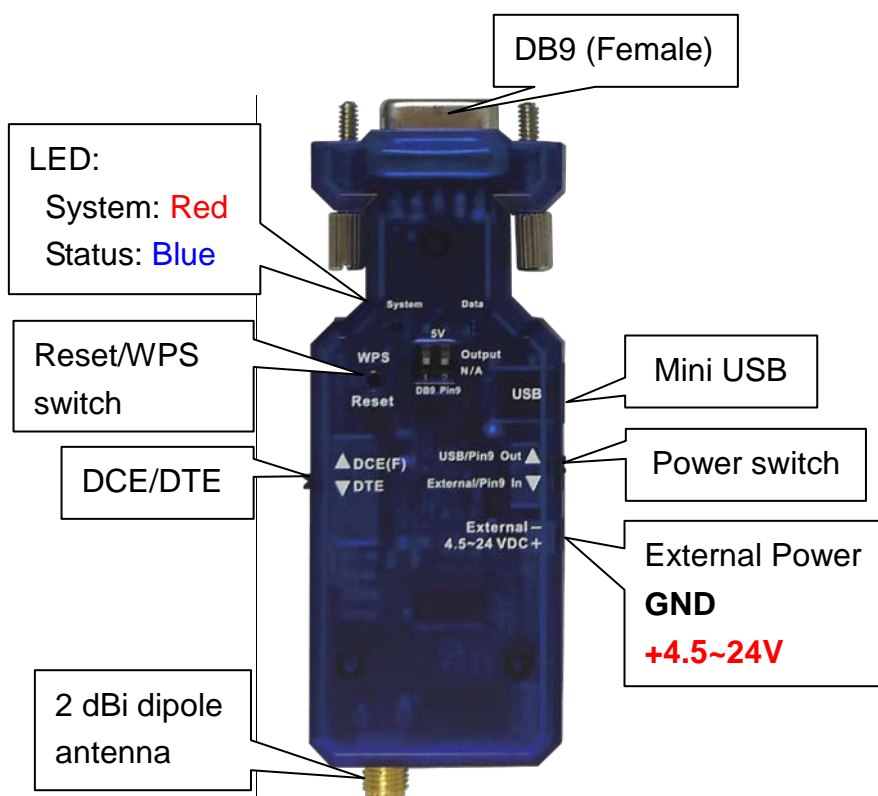 DB9 (Female)
LED:
System: Red
Status: Blue
Reset/WPS
switch
DCE/DTE
2 dBi dipole
antenna
Mini USB
Power switch
External Power
GND
+4.5~24V
System
Data
5V
WPS
Output
N/A
1 2
DB9 Pin9
Reset
USB
▲DCE(F)
▼DTE
USB/Pin9 Out▲
External/Pin9 In▼
External−
4.5~24 VDC+